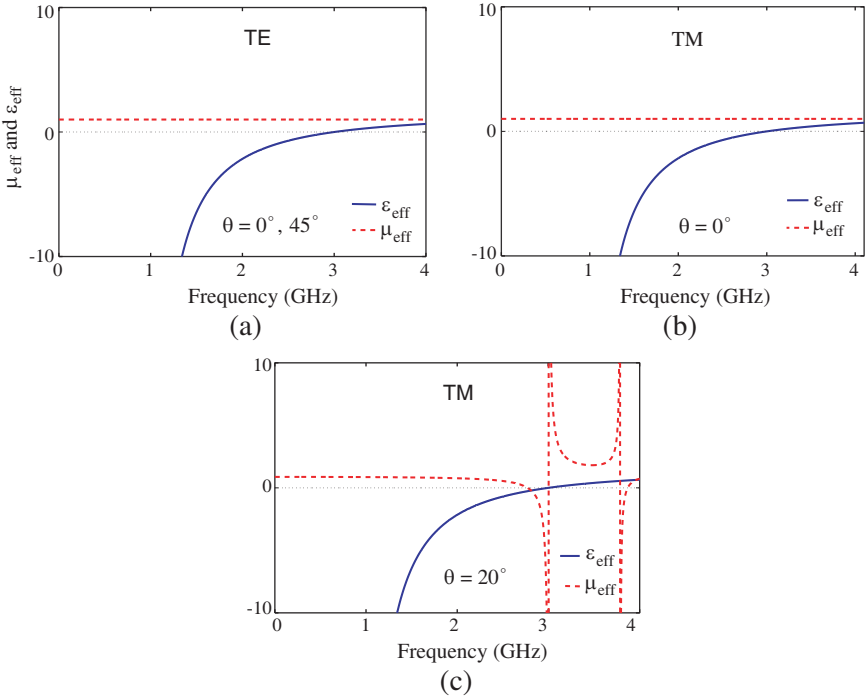 10
TE
0
-10
μeff and εeff
εeff
μeff
θ = 0°, 45°
0 1 2 3 4
Frequency (GHz)
(a)
10
TM
0
-10
εeff
μeff
θ = 0°
0 1 2 3 4
Frequency (GHz)
(b)
10
TM
0
-10
εeff
μeff
θ = 20°
0 1 2 3 4
Frequency (GHz)
(c)